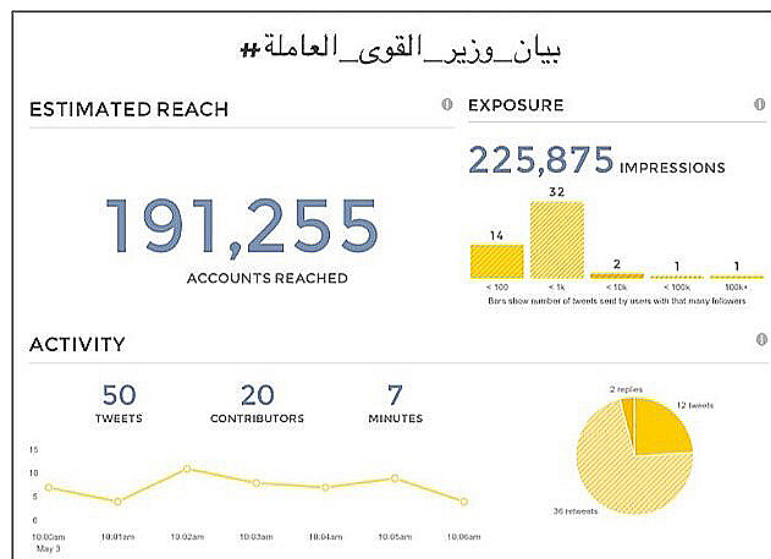 #بيان_وزير_القوى_العاملة
ESTIMATED REACH
191,255
ACCOUNTS REACHED
EXPOSURE
225,875 IMPRESSIONS
14
32
2
1
1
< 100
< 1k
< 10k
< 100k
100k+
Bars show number of tweets sent by users with that many followers
ACTIVITY
50
TWEETS
20
CONTRIBUTORS
7
MINUTES
15
10
5
0
10:00am
May 3
10:01am
10:02am
10:03am
10:04am
10:05am
10:06am
2 replies
12 tweets
36 retweets